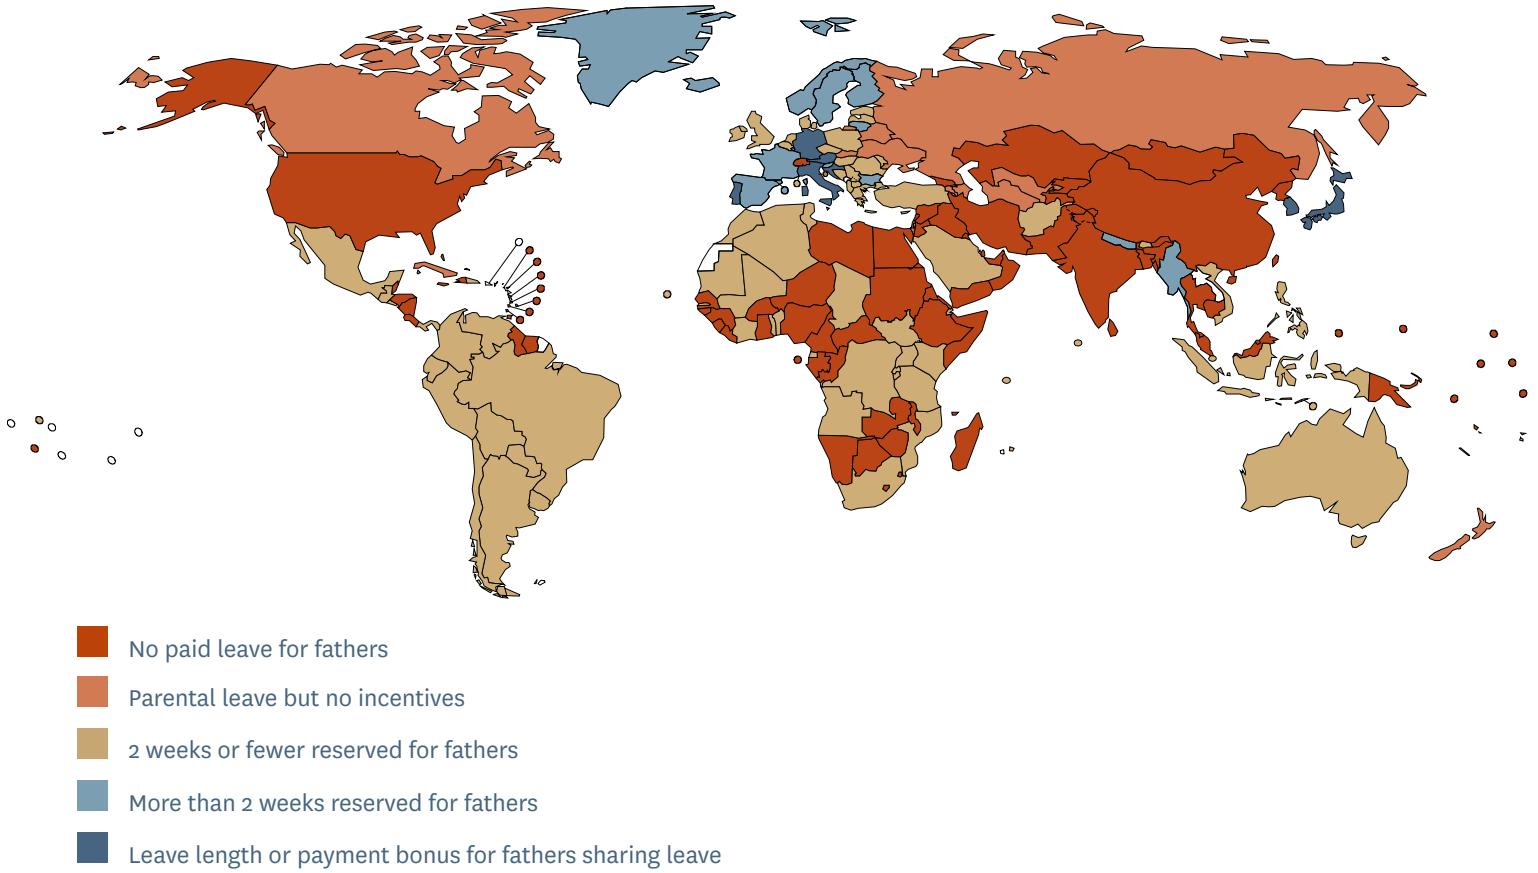 No paid leave for fathers
Parental leave but no incentives
2 weeks or fewer reserved for fathers
More than 2 weeks reserved for fathers
Leave length or payment bonus for fathers sharing leave